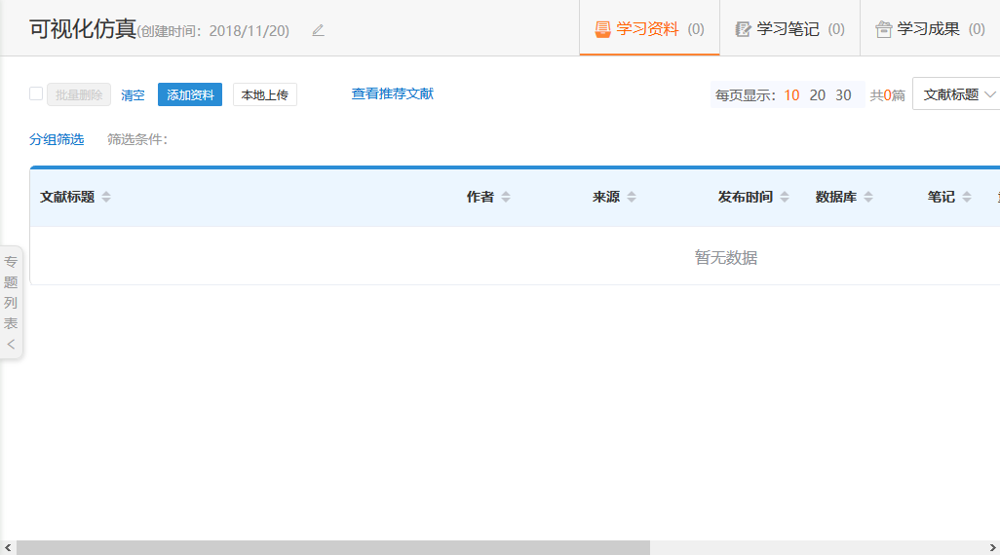 可视化仿真(创建时间：2018/11/20) 学习资料 (0) 学习笔记 (0) 学习成果 (0)
批量删除 清空 添加资料 本地上传 查看推荐文献 每页显示： 10 20 30 共0篇 文献标题
分组筛选 筛选条件：
文献标题 作者 来源 发布时间 数据库 笔记
暂无数据
专题列表